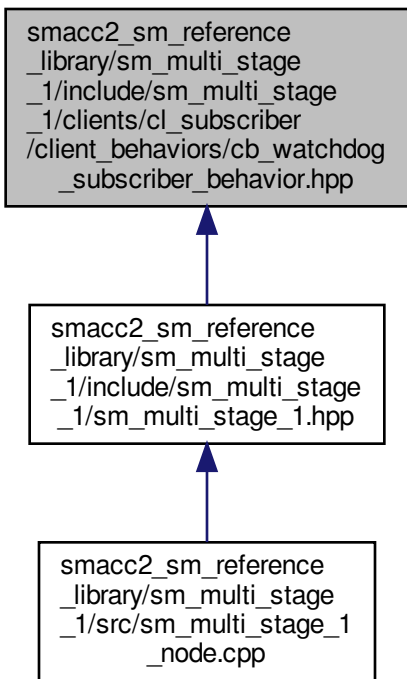 smacc2_sm_reference
_library/sm_multi_stage
_1/include/sm_multi_stage
_1/clients/cl_subscriber
/client_behaviors/cb_watchdog
_subscriber_behavior.hpp
smacc2_sm_reference
_library/sm_multi_stage
_1/include/sm_multi_stage
_1/sm_multi_stage_1.hpp
smacc2_sm_reference
_library/sm_multi_stage
_1/src/sm_multi_stage_1
_node.cpp